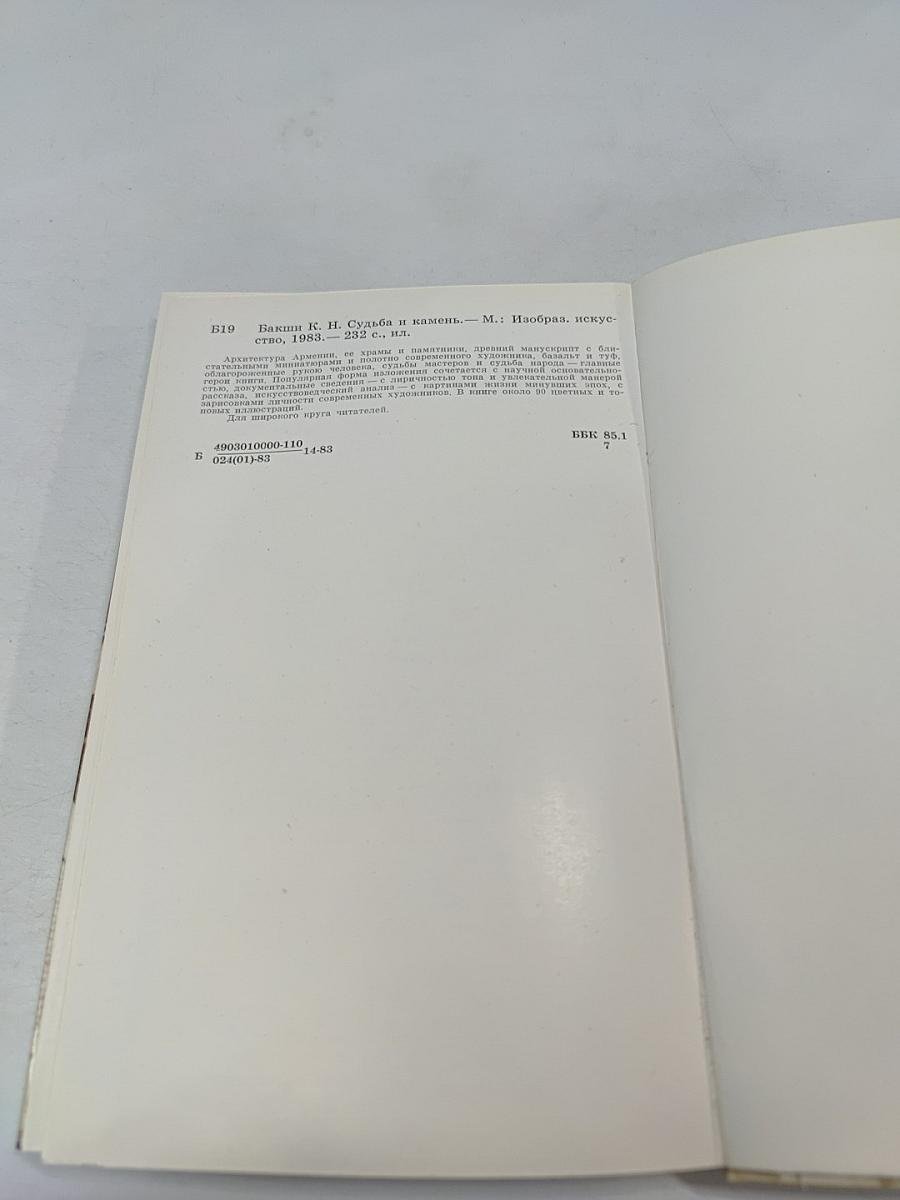 Б19 Бакши К. Н. Судьба и камень.— М.: Изобраз. искус-
ство, 1983.— 232 с., ил.
Архитектура Армении, ее храмы и памятники, древний манускрипт с бли-
стательными миниатюрами и полотно современного художника, базальт и туф,
облагороженные рукою человека, судьбы мастеров и судьба народа — главные
герои книги. Популярная форма изложения сочетается с научной основательно-
стью, документальные сведения — с лиричностью тона и увлекательной манерой
рассказа, искусствоведческий анализ — с картинами жизни минувших эпох, с
зарисовками личности современных художников. В книге около 90 цветных и то-
новых иллюстраций.
Для широкого круга читателей.
Б 4903010000-110 14-83
024(01)-83
ББК 85.1
7